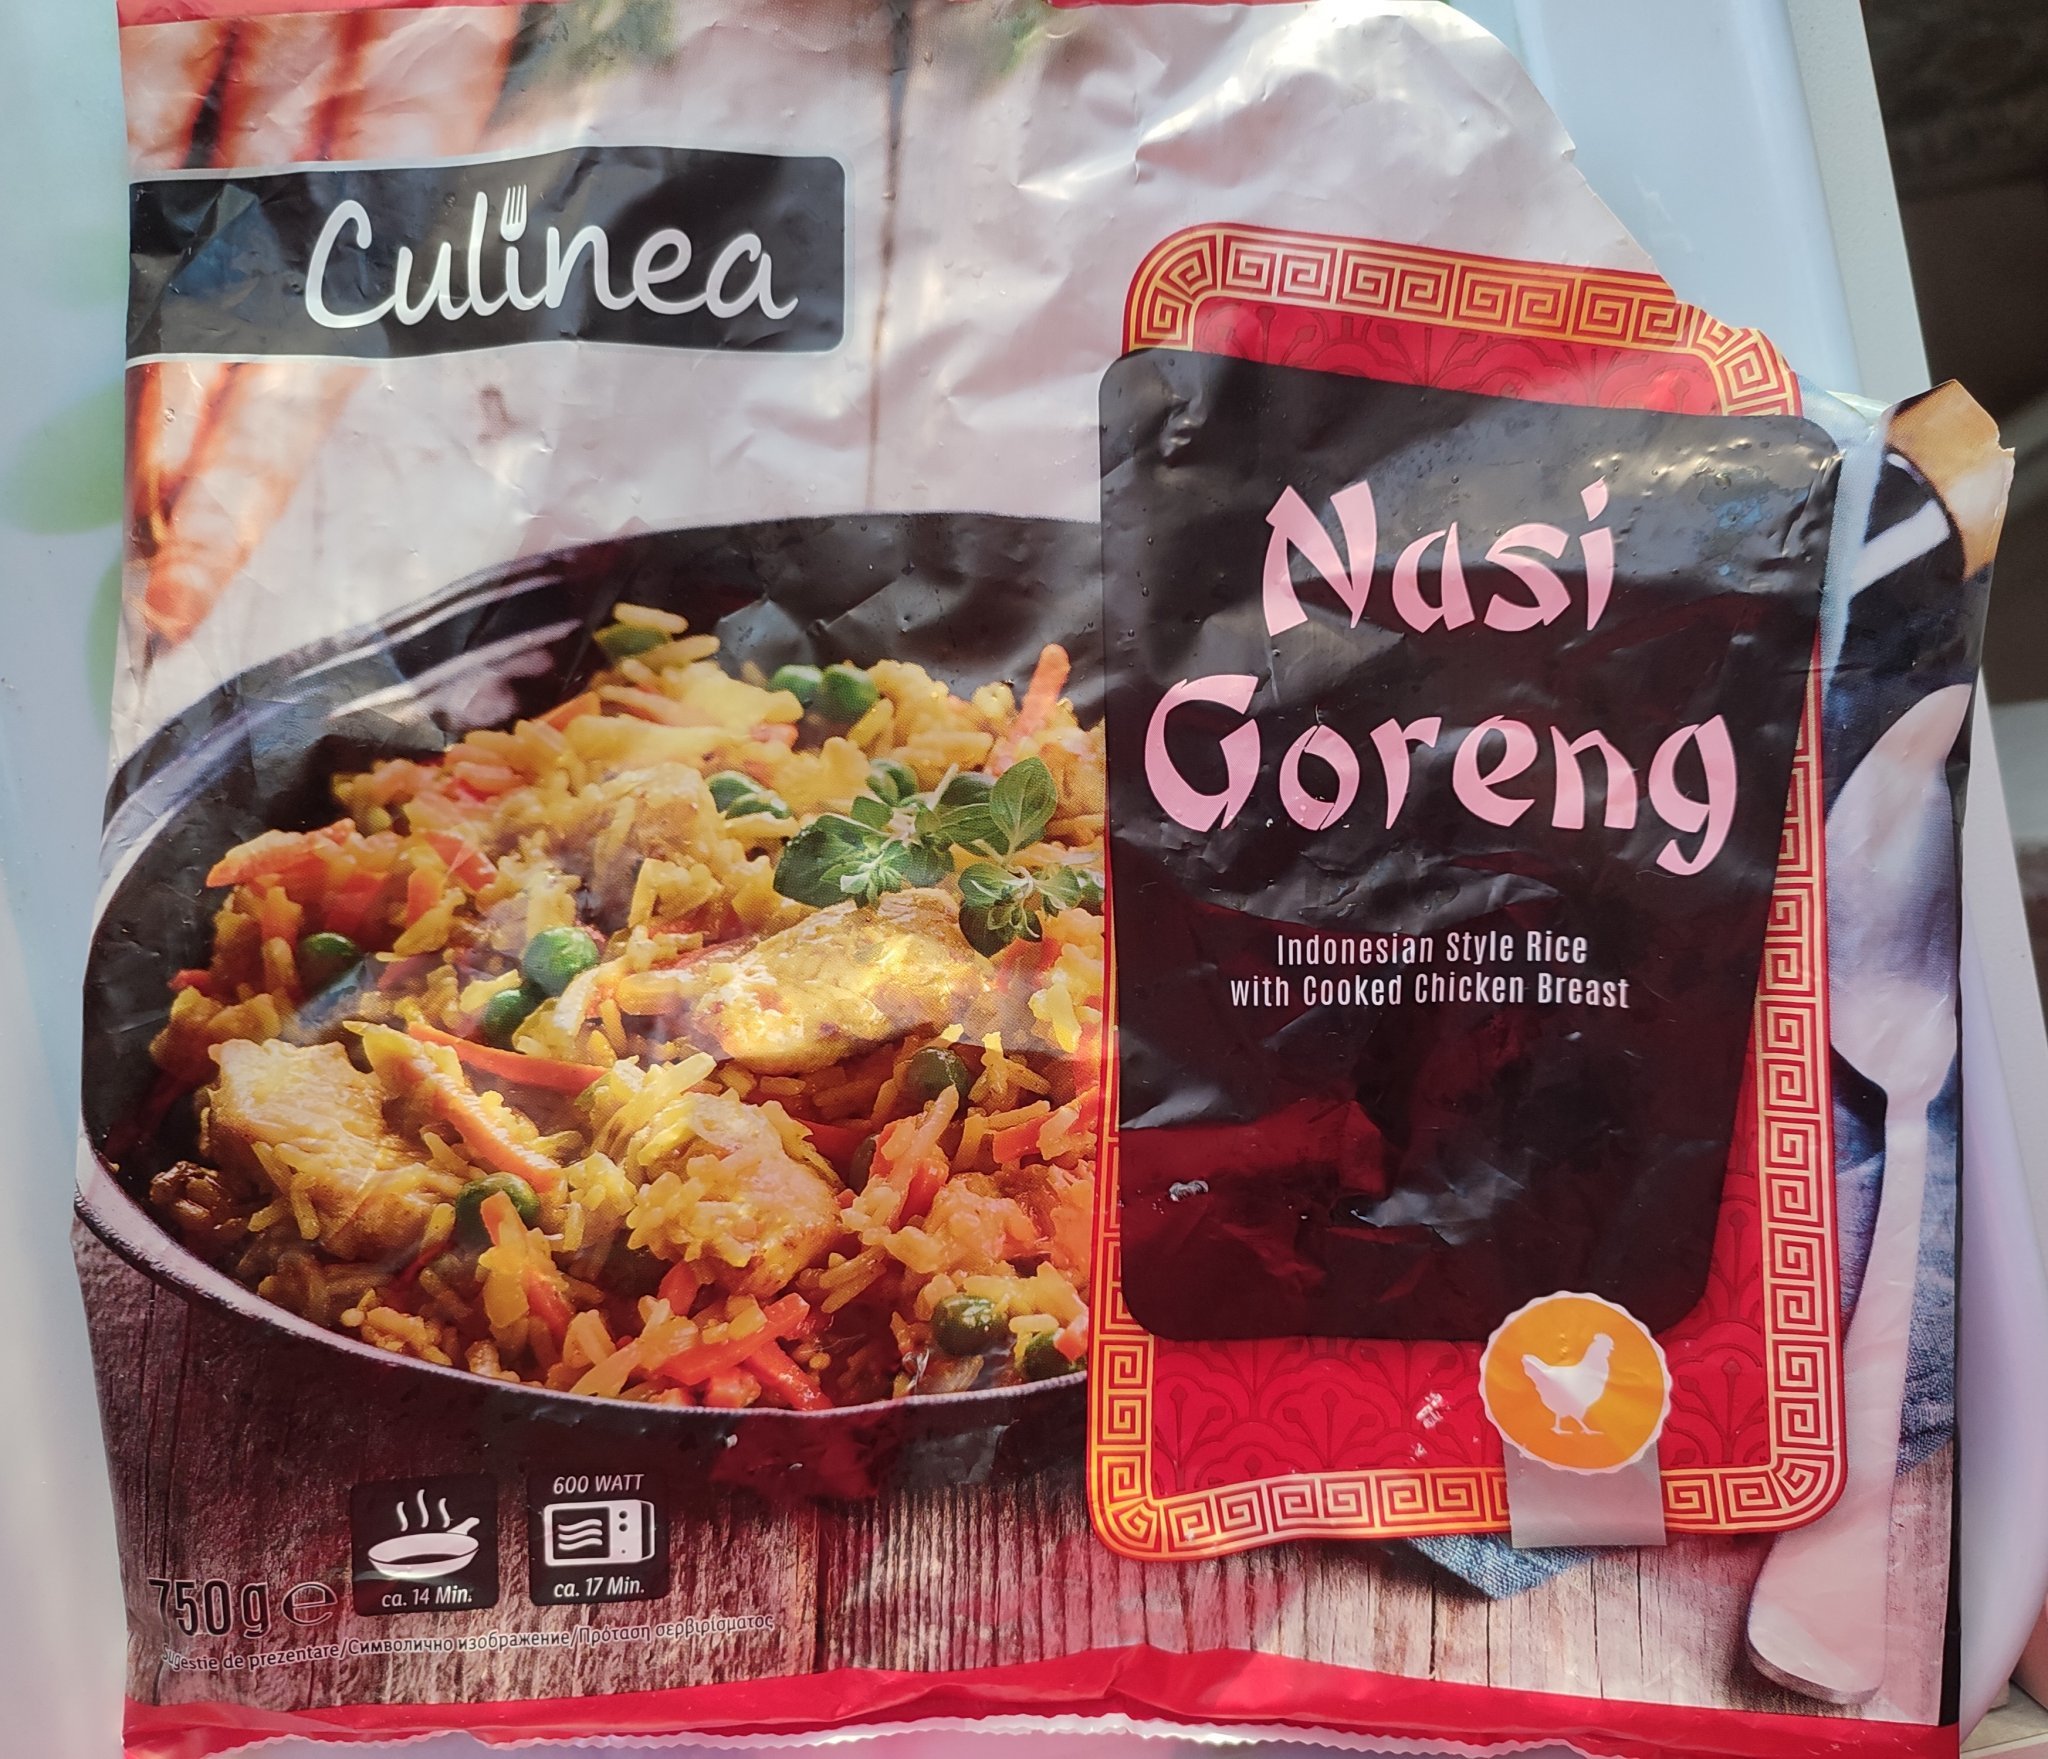 Culinea
Nasi
Goreng
Indonesian Style Rice
with Cooked Chicken Breast
600 WATT
ca. 14 Min.
ca. 17 Min.
750 g e
Sugestie de prezentare/Символично изображение/Πρόταση σερβιρίσματος